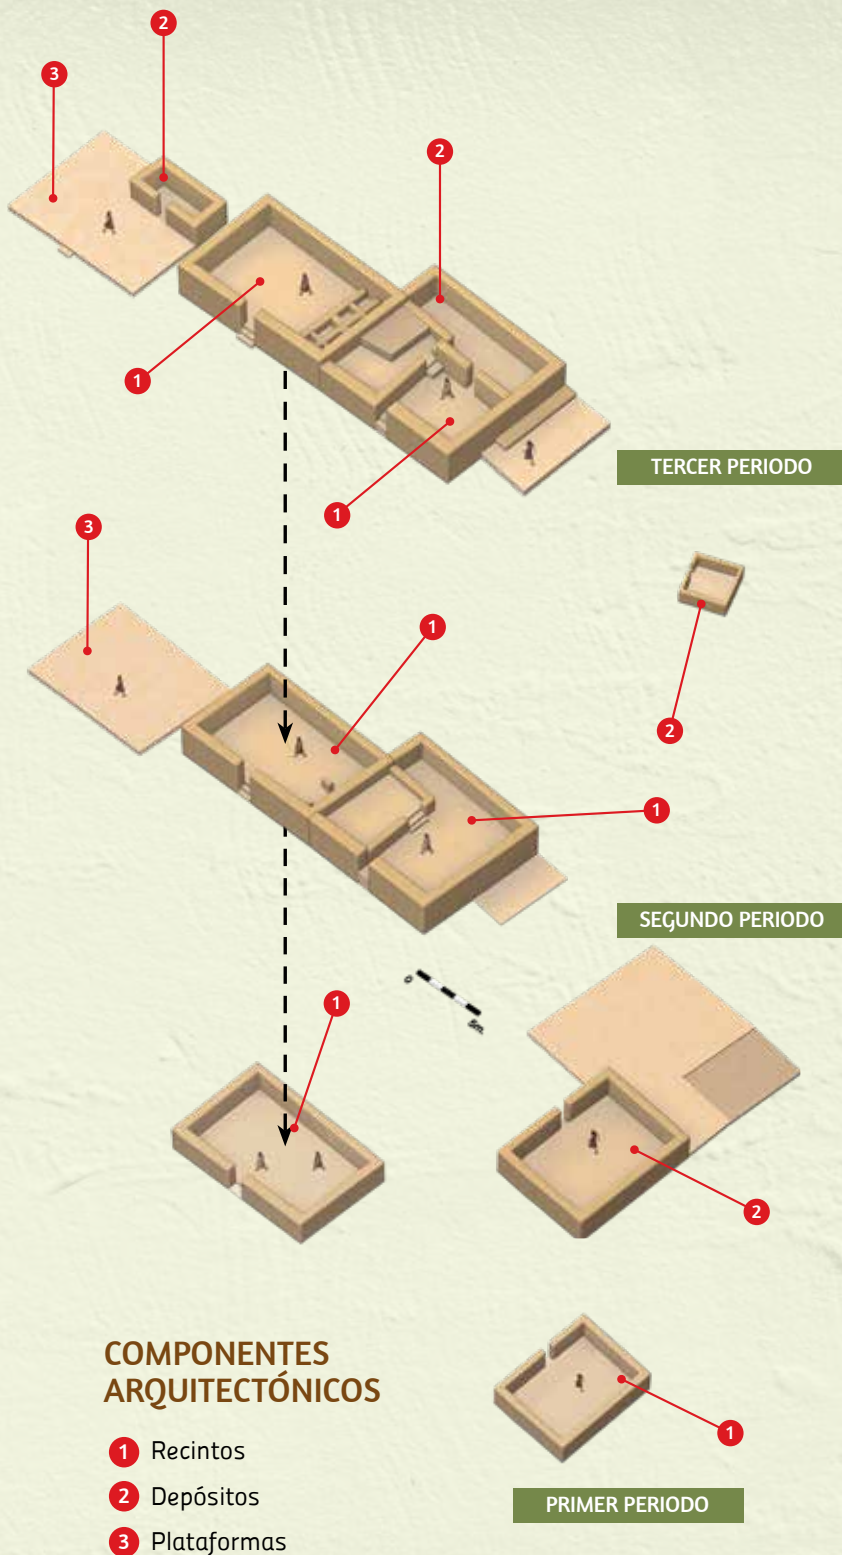 2
3
2
1
TERCER PERIODO
1
3
2
1
2
1
SEGUNDO PERIODO
0
5m.
1
2
COMPONENTES
ARQUITECTÓNICOS
1
1 Recintos
2 Depósitos
PRIMER PERIODO
3 Plataformas